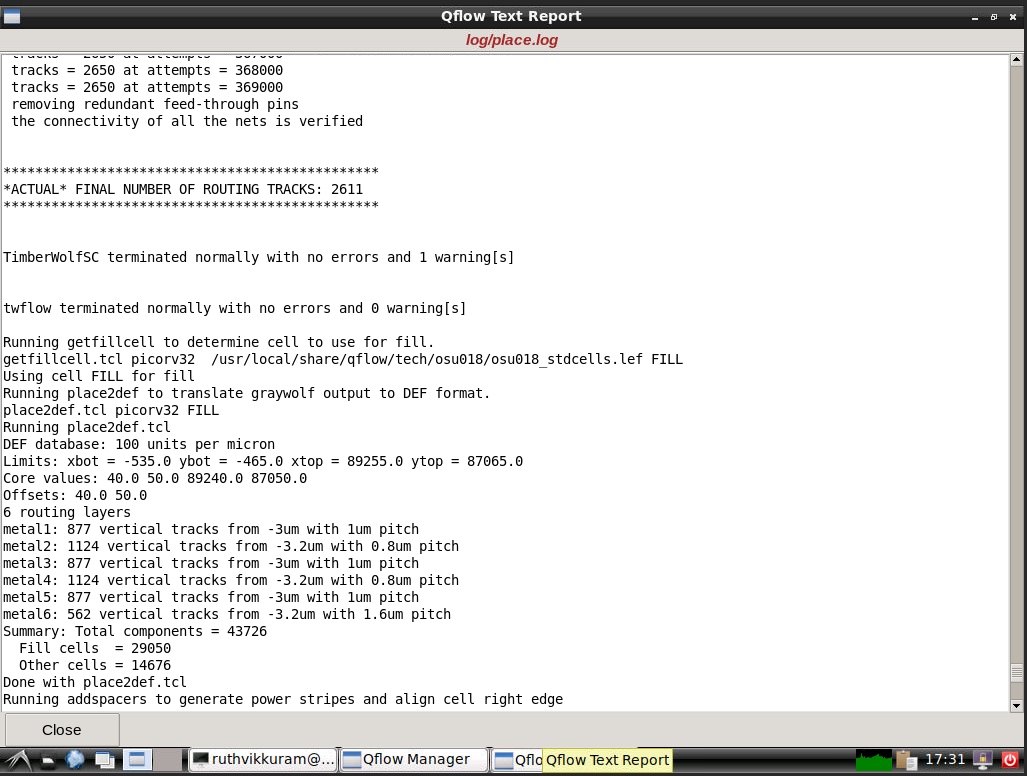 Qflow Text Report
log/place.log
tracks = 2650 at attempts = 367000
tracks = 2650 at attempts = 368000
tracks = 2650 at attempts = 369000
removing redundant feed-through pins
the connectivity of all the nets is verified
***********************************************
*ACTUAL* FINAL NUMBER OF ROUTING TRACKS: 2611
***********************************************
TimberWolfSC terminated normally with no errors and 1 warning[s]
twflow terminated normally with no errors and 0 warning[s]
Running getfillcell to determine cell to use for fill.
getfillcell.tcl picorv32  /usr/local/share/qflow/tech/osu018/osu018_stdcells.lef FILL
Using cell FILL for fill
Running place2def to translate graywolf output to DEF format.
place2def.tcl picorv32 FILL
Running place2def.tcl
DEF database: 100 units per micron
Limits: xbot = -535.0 ybot = -465.0 xtop = 89255.0 ytop = 87065.0
Core values: 40.0 50.0 89240.0 87050.0
Offsets: 40.0 50.0
6 routing layers
metal1: 877 vertical tracks from -3um with 1um pitch
metal2: 1124 vertical tracks from -3.2um with 0.8um pitch
metal3: 877 vertical tracks from -3um with 1um pitch
metal4: 1124 vertical tracks from -3.2um with 0.8um pitch
metal5: 877 vertical tracks from -3um with 1um pitch
metal6: 562 vertical tracks from -3.2um with 1.6um pitch
Summary: Total components = 43726
Fill cells  = 29050
Other cells = 14676
Done with place2def.tcl
Running addspacers to generate power stripes and align cell right edge
Close
ruthvikkuram@...
Qflow Manager
Qflo
Qflow Text Report
17:31